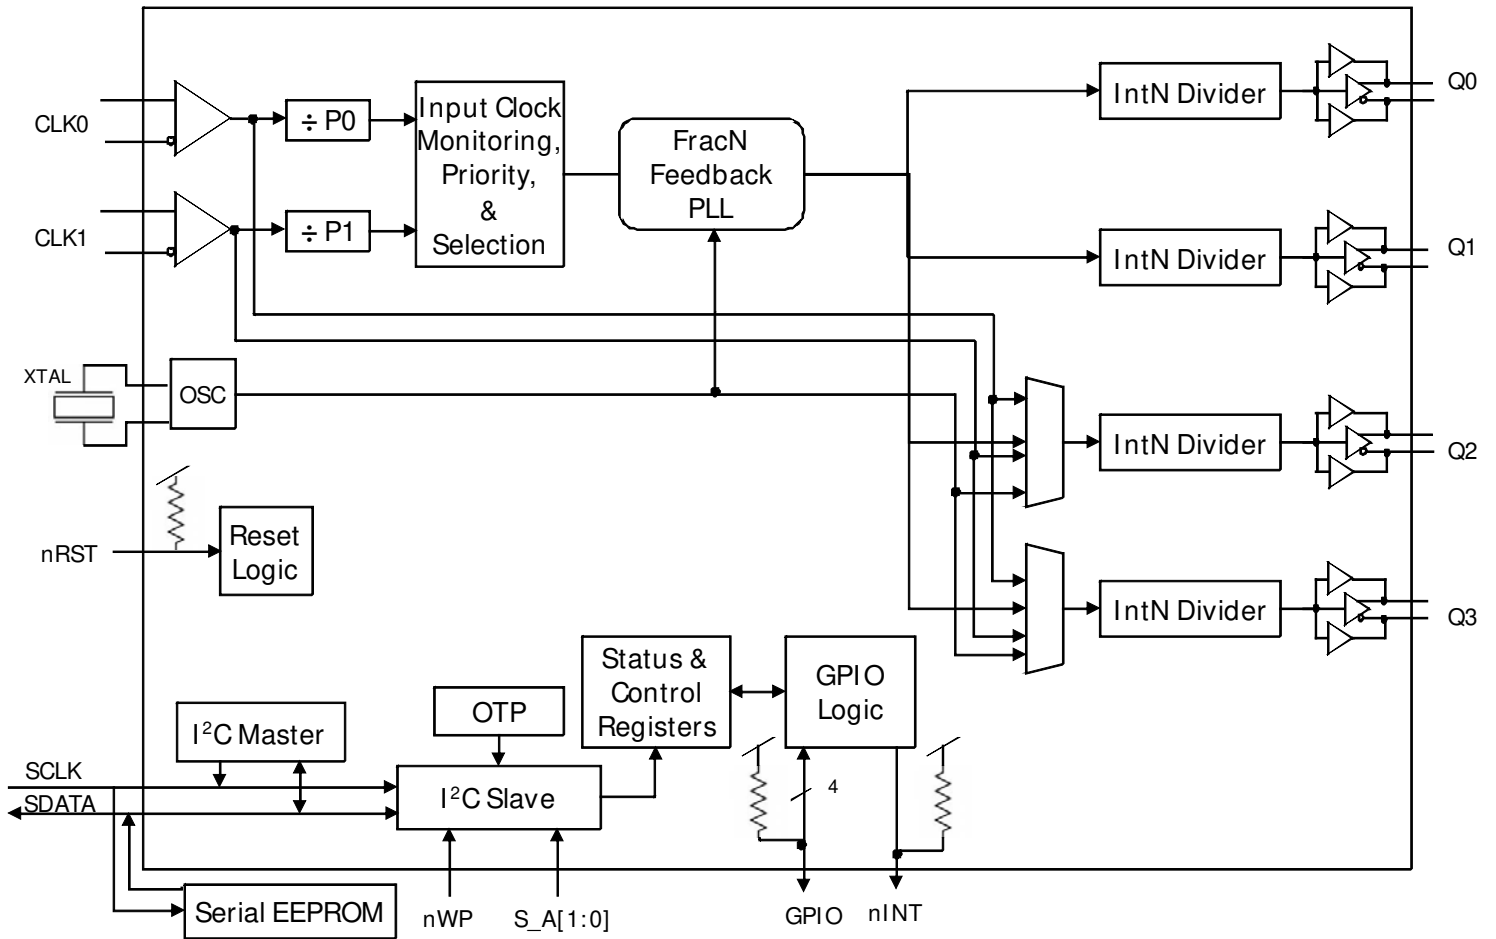 CLK0
÷ P0
Input Clock
Monitoring,
Priority,
&
Selection
FracN
Feedback
PLL
IntN Divider
Q0
CLK1
÷ P1
IntN Divider
Q1
XTAL
OSC
IntN Divider
Q2
nRST
Reset
Logic
IntN Divider
Q3
Status &
Control
Registers
GPIO
Logic
OTP
I²C Master
SCLK
SDATA
I²C Slave
4
Serial EEPROM
nWP
S_A[1:0]
GPIO
nINT